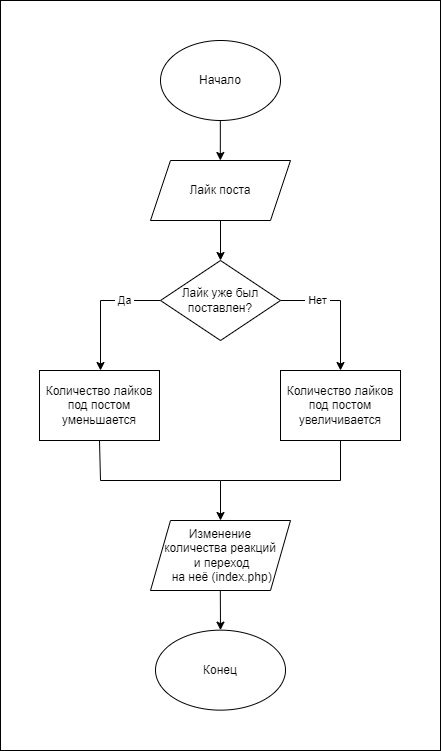 Начало
Лайк поста
Лайк уже был
поставлен?
Да
Нет
Количество лайков
под постом
уменьшается
Количество лайков
под постом
увеличивается
Изменение
количества реакций
и переход
на неё (index.php)
Конец